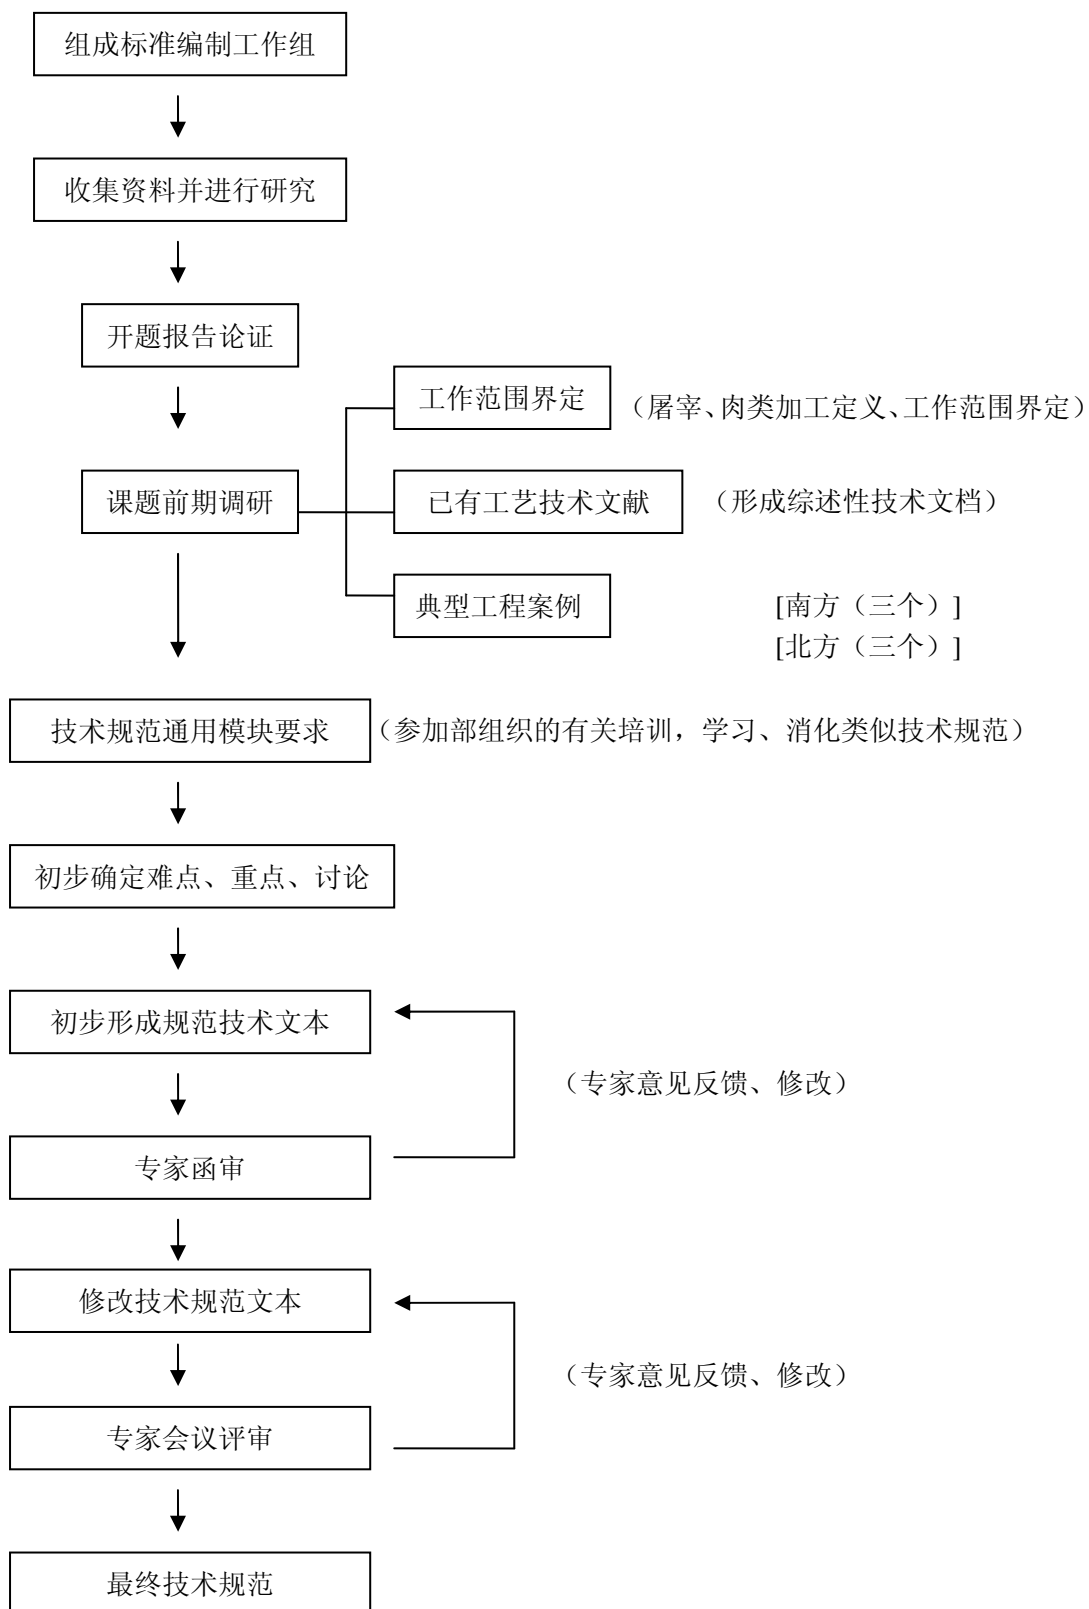 组成标准编制工作组
收集资料并进行研究
开题报告论证
工作范围界定
（屠宰、肉类加工定义、工作范围界定）
课题前期调研
已有工艺技术文献
（形成综述性技术文档）
典型工程案例
[南方（三个）]
[北方（三个）]
技术规范通用模块要求
（参加部组织的有关培训，学习、消化类似技术规范）
初步确定难点、重点、讨论
初步形成规范技术文本
（专家意见反馈、修改）
专家函审
修改技术规范文本
（专家意见反馈、修改）
专家会议评审
最终技术规范